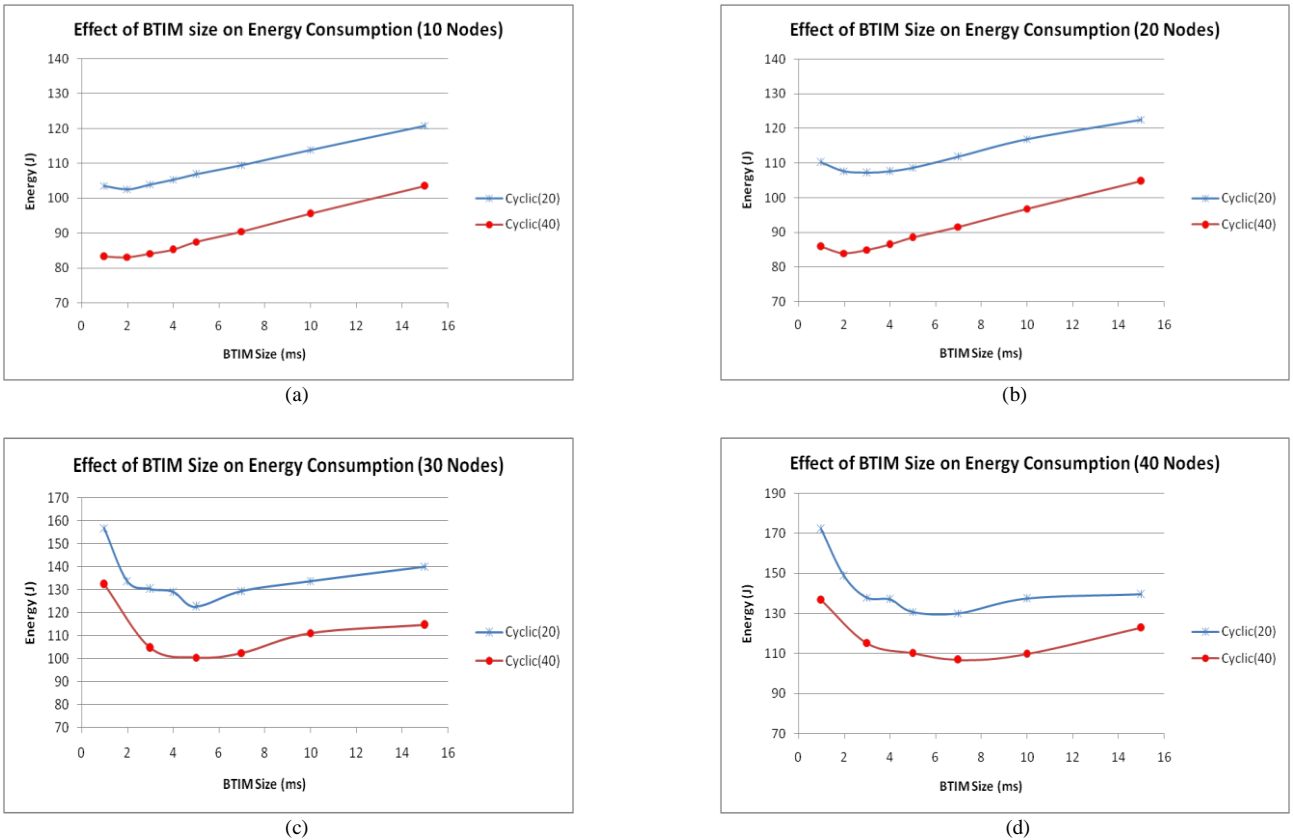 Effect of BTIM size on Energy Consumption (10 Nodes)
140
130
120
110
100
90
80
70
Energy (J)
0 2 4 6 8 10 12 14 16
BTIM Size (ms)
Cyclic(20)
Cyclic(40)
(a)
Effect of BTIM Size on Energy Consumption (20 Nodes)
140
130
120
110
100
90
80
70
Energy (J)
0 2 4 6 8 10 12 14 16
BTIM Size (ms)
Cyclic(20)
Cyclic(40)
(b)
Effect of BTIM Size on Energy Consumption (30 Nodes)
170
160
150
140
130
120
110
100
90
80
70
Energy (J)
0 2 4 6 8 10 12 14 16
BTIM Size (ms)
Cyclic(20)
Cyclic(40)
(c)
Effect of BTIM Size on Energy Consumption (40 Nodes)
190
170
150
130
110
90
70
Energy (J)
0 2 4 6 8 10 12 14 16
BTIM Size (ms)
Cyclic(20)
Cyclic(40)
(d)